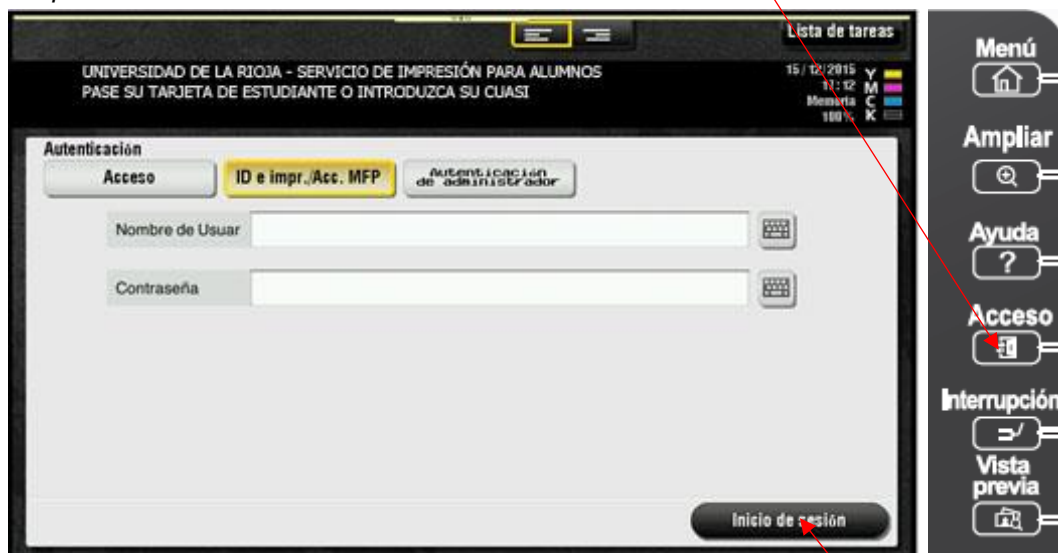 Lista de tareas
UNIVERSIDAD DE LA RIOJA - SERVICIO DE IMPRESIÓN PARA ALUMNOS
PASE SU TARJETA DE ESTUDIANTE O INTRODUZCA SU CUASI
15/12/2015
17:12
Memoria
100%
Y
M
C
K
Autenticación
Acceso
ID e impr./Acc. MFP
Autenticación
de administrador
Nombre de Usuar
Contraseña
Inicio de sesión
Menú
Ampliar
Ayuda
?
Acceso
Interrupción
Vista
previa